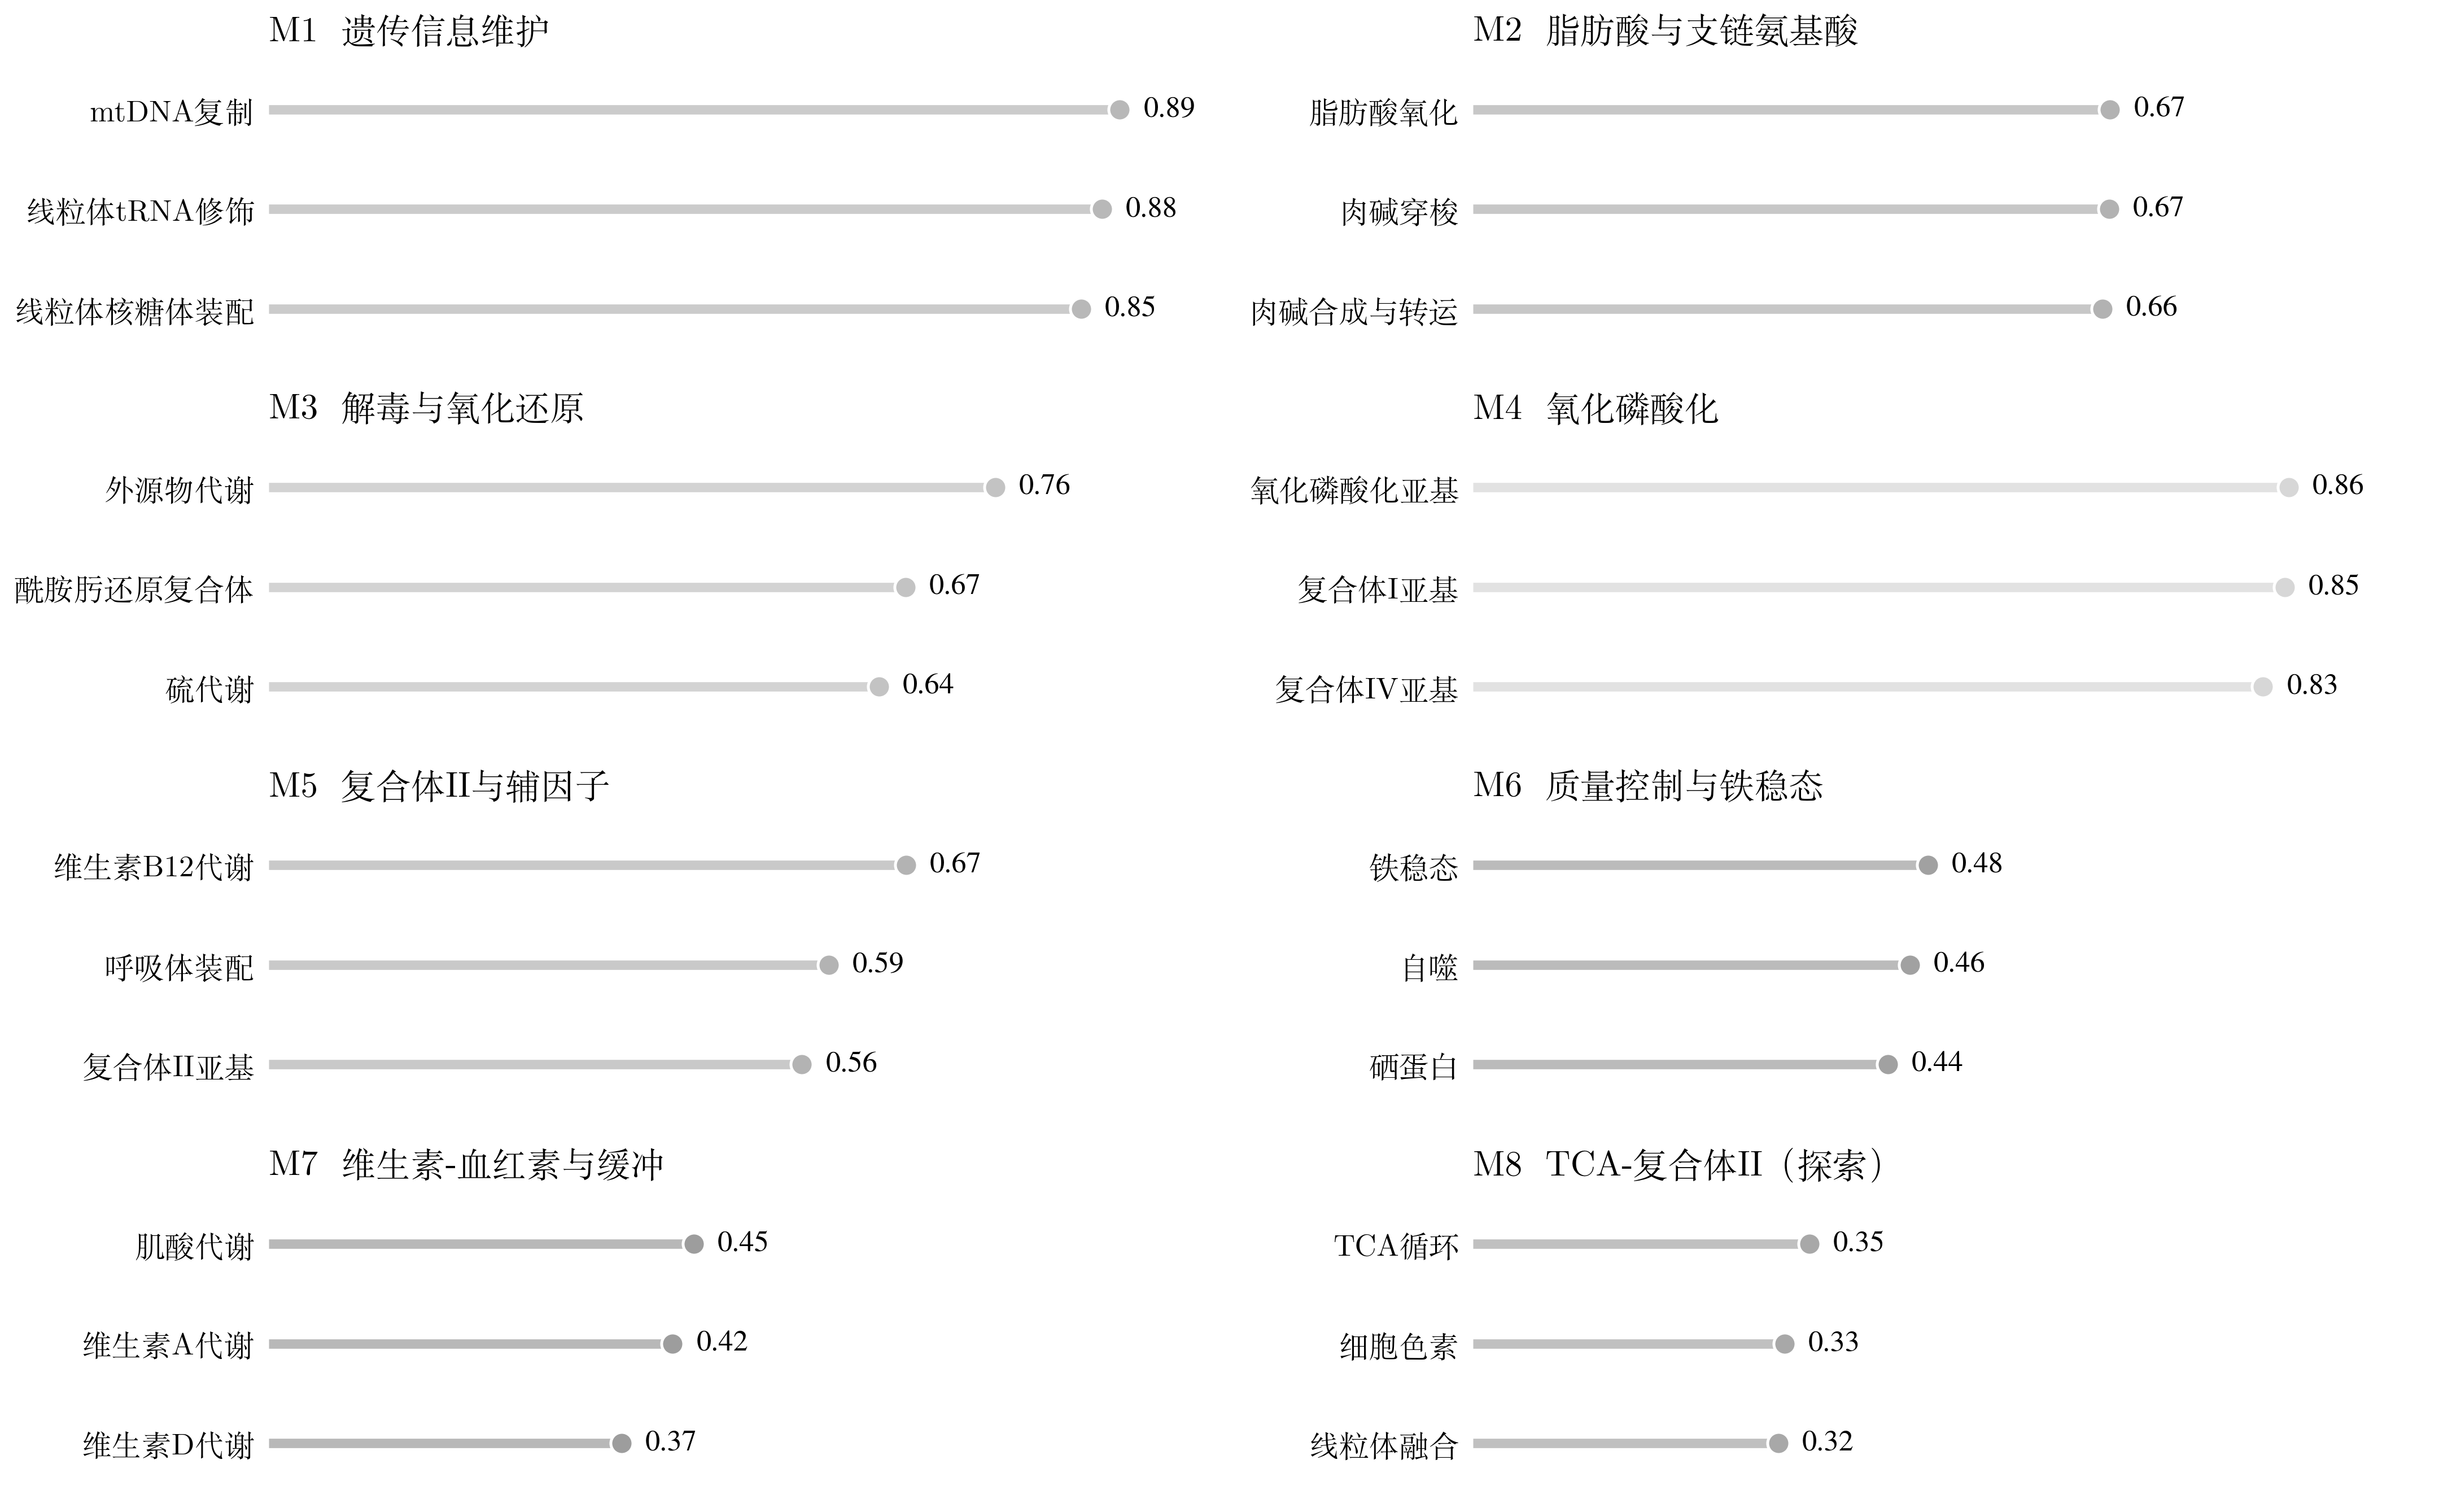 M1 遗传信息维护
mtDNA复制 0.89
线粒体tRNA修饰 0.88
线粒体核糖体装配 0.85
M2 脂肪酸与支链氨基酸
脂肪酸氧化 0.67
肉碱穿梭 0.67
肉碱合成与转运 0.66
M3 解毒与氧化还原
外源物代谢 0.76
酰胺肟还原复合体 0.67
硫代谢 0.64
M4 氧化磷酸化
氧化磷酸化亚基 0.86
复合体I亚基 0.85
复合体IV亚基 0.83
M5 复合体II与辅因子
维生素B12代谢 0.67
呼吸体装配 0.59
复合体II亚基 0.56
M6 质量控制与铁稳态
铁稳态 0.48
自噬 0.46
硒蛋白 0.44
M7 维生素-血红素与缓冲
肌酸代谢 0.45
维生素A代谢 0.42
维生素D代谢 0.37
M8 TCA-复合体II（探索）
TCA循环 0.35
细胞色素 0.33
线粒体融合 0.32